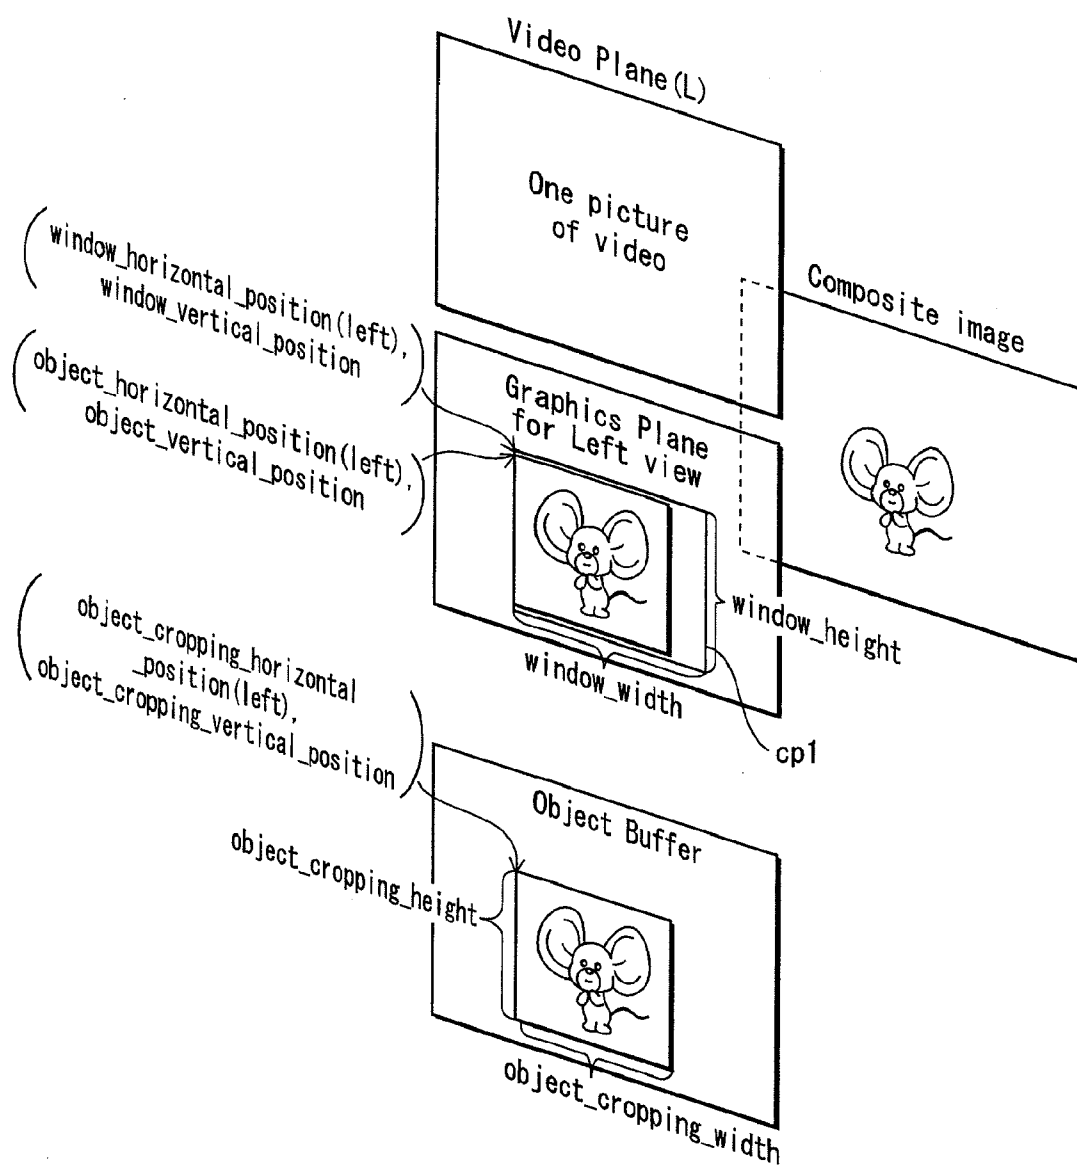 Video Plane(L)
One picture
of video
window_horizontal_position(left),
window_vertical_position
Composite image
object_horizontal_position(left),
object_vertical_position
Graphics Plane
for Left view
window_height
window_width
cp1
object_cropping_horizontal
_position(left),
object_cropping_vertical_position
Object Buffer
object_cropping_height
object_cropping_width